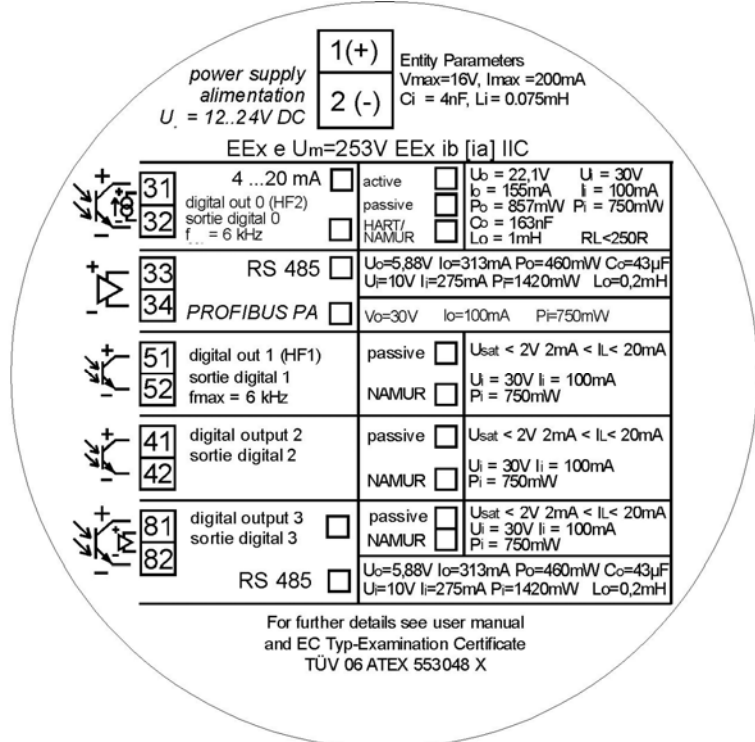 1(+)
2 (-)
power supply
alimentation
U = 12..24V DC
Entity Parameters
Vmax=16V, Imax =200mA
Ci = 4nF, Li = 0.075mH
EEx e Um=253V EEx ib [ia] IIC
+
31
32
-
4 ...20 mA
digital out 0 (HF2)
sortie digital 0
f = 6 kHz
active
passive
HART/
NAMUR
Uo = 22,1V Ui = 30V
Io = 155mA Ii = 100mA
Po = 857mW Pi = 750mW
Co = 163nF
Lo = 1mH RL<250R
+
33
34
-
RS 485
Uo=5,88V Io=313mA Po=460mW Co=43µF
Ui=10V Ii=275mA Pi=1420mW Lo=0,2mH
PROFIBUS PA
Vo=30V Io=100mA Pi=750mW
+
51
52
-
digital out 1 (HF1)
sortie digital 1
fmax = 6 kHz
passive
NAMUR
Usat < 2V 2mA < IL< 20mA
Ui = 30V Ii = 100mA
Pi = 750mW
+
41
42
-
digital output 2
sortie digital 2
passive
NAMUR
Usat < 2V 2mA < IL< 20mA
Ui = 30V Ii = 100mA
Pi = 750mW
+
81
82
-
digital output 3
sortie digital 3
passive
NAMUR
Usat < 2V 2mA < IL< 20mA
Ui = 30V Ii = 100mA
Pi = 750mW
RS 485
Uo=5,88V Io=313mA Po=460mW Co=43µF
Ui=10V Ii=275mA Pi=1420mW Lo=0,2mH
For further details see user manual
and EC Typ-Examination Certificate
TÜV 06 ATEX 553048 X